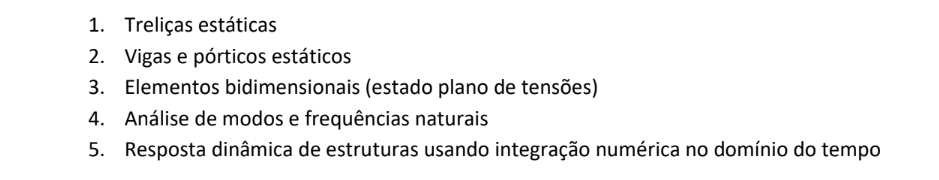 1. Treliças estáticas
2. Vigas e pórticos estáticos
3. Elementos bidimensionais (estado plano de tensões)
4. Análise de modos e frequências naturais
5. Resposta dinâmica de estruturas usando integração numérica no domínio do tempo